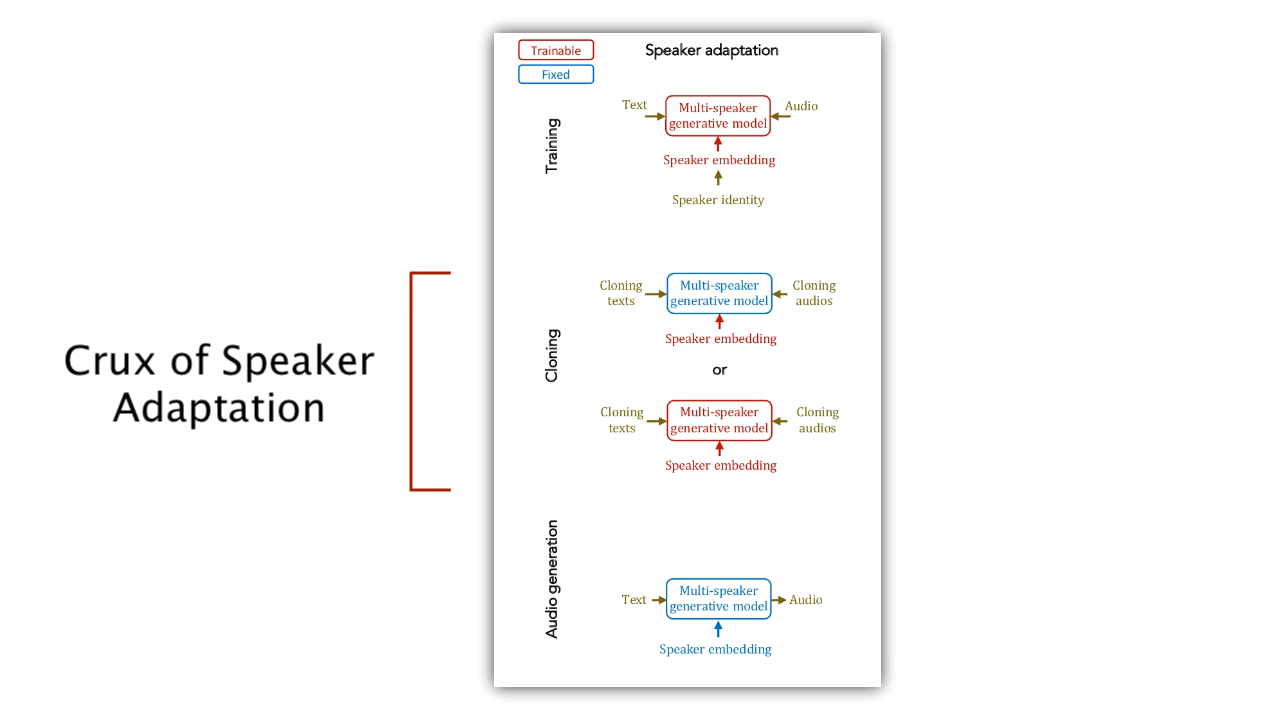 Trainable
Fixed
Speaker adaptation
Training
Text
Multi-speaker
generative model
Audio
Speaker embedding
Speaker identity
Crux of Speaker
Adaptation
Cloning
Cloning
texts
Multi-speaker
generative model
Cloning
audios
Speaker embedding
or
Cloning
texts
Multi-speaker
generative model
Cloning
audios
Speaker embedding
Audio generation
Text
Multi-speaker
generative model
Audio
Speaker embedding